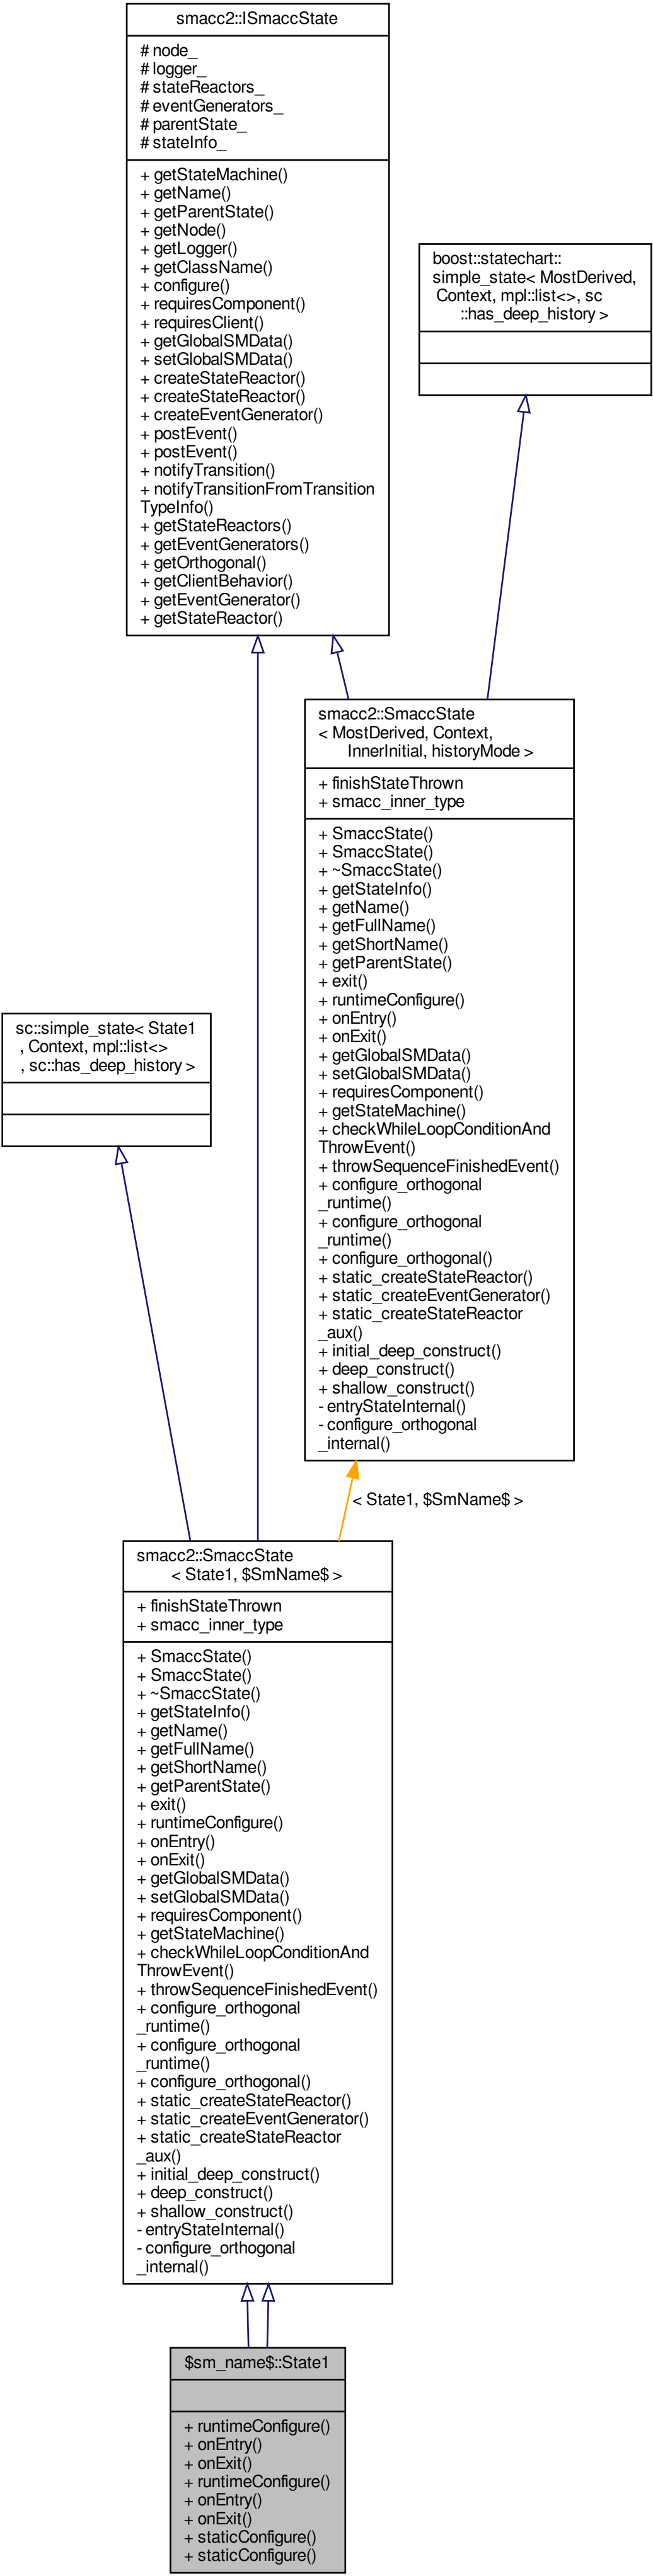 smacc2::ISmaccState
# node_
# logger_
# stateReactors_
# eventGenerators_
# parentState_
# stateInfo_
+ getStateMachine()
+ getName()
+ getParentState()
+ getNode()
+ getLogger()
+ getClassName()
+ configure()
+ requiresComponent()
+ requiresClient()
+ getGlobalSMData()
+ setGlobalSMData()
+ createStateReactor()
+ createStateReactor()
+ createEventGenerator()
+ postEvent()
+ postEvent()
+ notifyTransition()
+ notifyTransitionFromTransition
TypeInfo()
+ getStateReactors()
+ getEventGenerators()
+ getOrthogonal()
+ getClientBehavior()
+ getEventGenerator()
+ getStateReactor()
boost::statechart::
simple_state< MostDerived,
Context, mpl::list<>, sc
::has_deep_history >
smacc2::SmaccState
< MostDerived, Context,
InnerInitial, historyMode >
+ finishStateThrown
+ smacc_inner_type
+ SmaccState()
+ SmaccState()
+ ~SmaccState()
+ getStateInfo()
+ getName()
+ getFullName()
+ getShortName()
+ getParentState()
+ exit()
+ runtimeConfigure()
+ onEntry()
+ onExit()
+ getGlobalSMData()
+ setGlobalSMData()
+ requiresComponent()
+ getStateMachine()
+ checkWhileLoopConditionAnd
ThrowEvent()
+ throwSequenceFinishedEvent()
+ configure_orthogonal
_runtime()
+ configure_orthogonal
_runtime()
+ configure_orthogonal()
+ static_createStateReactor()
+ static_createEventGenerator()
+ static_createStateReactor
_aux()
+ initial_deep_construct()
+ deep_construct()
+ shallow_construct()
- entryStateInternal()
- configure_orthogonal
_internal()
sc::simple_state< State1
, Context, mpl::list<>
, sc::has_deep_history >
< State1, $SmName$ >
smacc2::SmaccState
< State1, $SmName$ >
+ finishStateThrown
+ smacc_inner_type
+ SmaccState()
+ SmaccState()
+ ~SmaccState()
+ getStateInfo()
+ getName()
+ getFullName()
+ getShortName()
+ getParentState()
+ exit()
+ runtimeConfigure()
+ onEntry()
+ onExit()
+ getGlobalSMData()
+ setGlobalSMData()
+ requiresComponent()
+ getStateMachine()
+ checkWhileLoopConditionAnd
ThrowEvent()
+ throwSequenceFinishedEvent()
+ configure_orthogonal
_runtime()
+ configure_orthogonal
_runtime()
+ configure_orthogonal()
+ static_createStateReactor()
+ static_createEventGenerator()
+ static_createStateReactor
_aux()
+ initial_deep_construct()
+ deep_construct()
+ shallow_construct()
- entryStateInternal()
- configure_orthogonal
_internal()
$sm_name$::State1
+ runtimeConfigure()
+ onEntry()
+ onExit()
+ runtimeConfigure()
+ onEntry()
+ onExit()
+ staticConfigure()
+ staticConfigure()